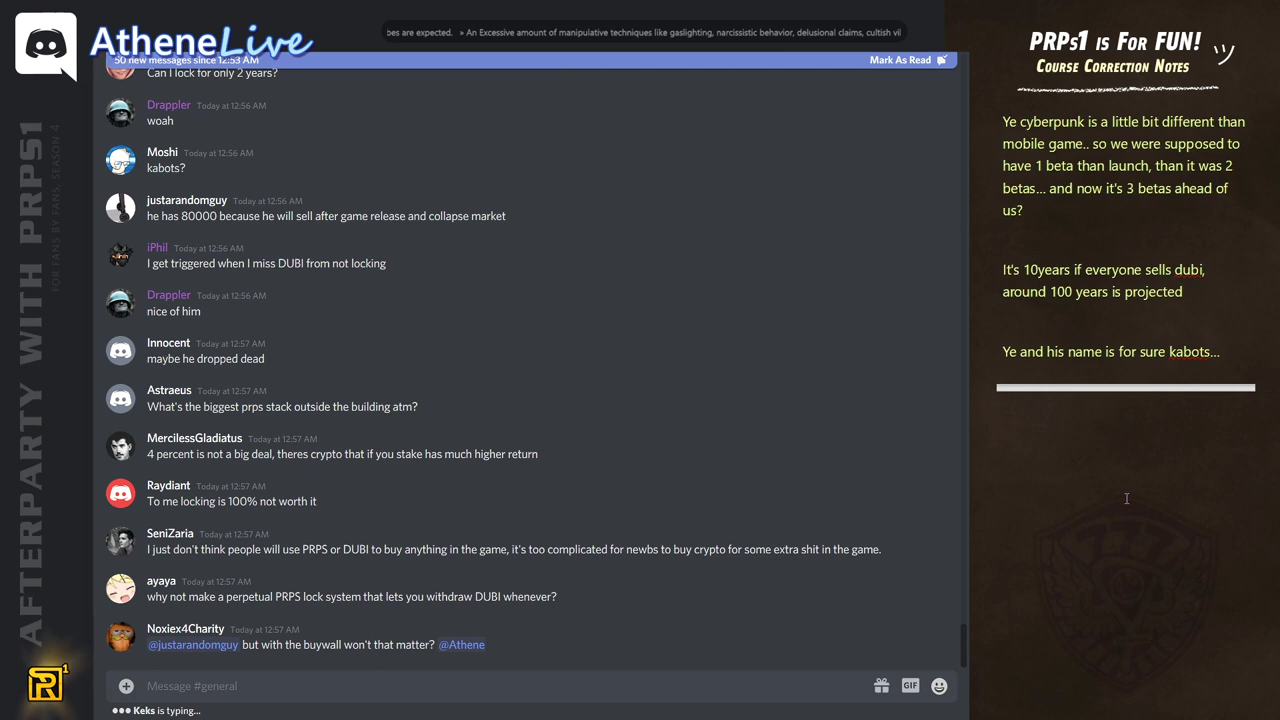 AtheneLive
bes are expected.   » An Excessive amount of manipulative techniques like gaslighting, narcissistic behavior, delusional claims, cultish vil
50 new messages since 12:53 AM
Mark As Read
Can I lock for only 2 years?
Drappler Today at 12:56 AM
woah
Moshi Today at 12:56 AM
kabots?
justarandomguy Today at 12:56 AM
he has 80000 because he will sell after game release and collapse market
iPhil Today at 12:56 AM
I get triggered when I miss DUBI from not locking
Drappler Today at 12:56 AM
nice of him
Innocent Today at 12:57 AM
maybe he dropped dead
Astraeus Today at 12:57 AM
What's the biggest prps stack outside the building atm?
MercilessGladiatus Today at 12:57 AM
4 percent is not a big deal, theres crypto that if you stake has much higher return
Raydiant Today at 12:57 AM
To me locking is 100% not worth it
SeniZaria Today at 12:57 AM
I just don't think people will use PRPS or DUBI to buy anything in the game, it's too complicated for newbs to buy crypto for some extra shit in the game.
ayaya Today at 12:57 AM
why not make a perpetual PRPS lock system that lets you withdraw DUBI whenever?
Noxiex4Charity Today at 12:57 AM
@justarandomguy but with the buywall won't that matter? @Athene
Message #general
GIF
Keks is typing...
AFTERPARTY WITH PRPS1
FOR FANS BY FANS, SEASON 4
PRPS1 IS FOR FUN!
COURSE CORRECTION NOTES
ツ
Ye cyberpunk is a little bit different than
mobile game.. so we were supposed to
have 1 beta than launch, than it was 2
betas... and now it's 3 betas ahead of
us?
It's 10years if everyone sells dubi,
around 100 years is projected
Ye and his name is for sure kabots...